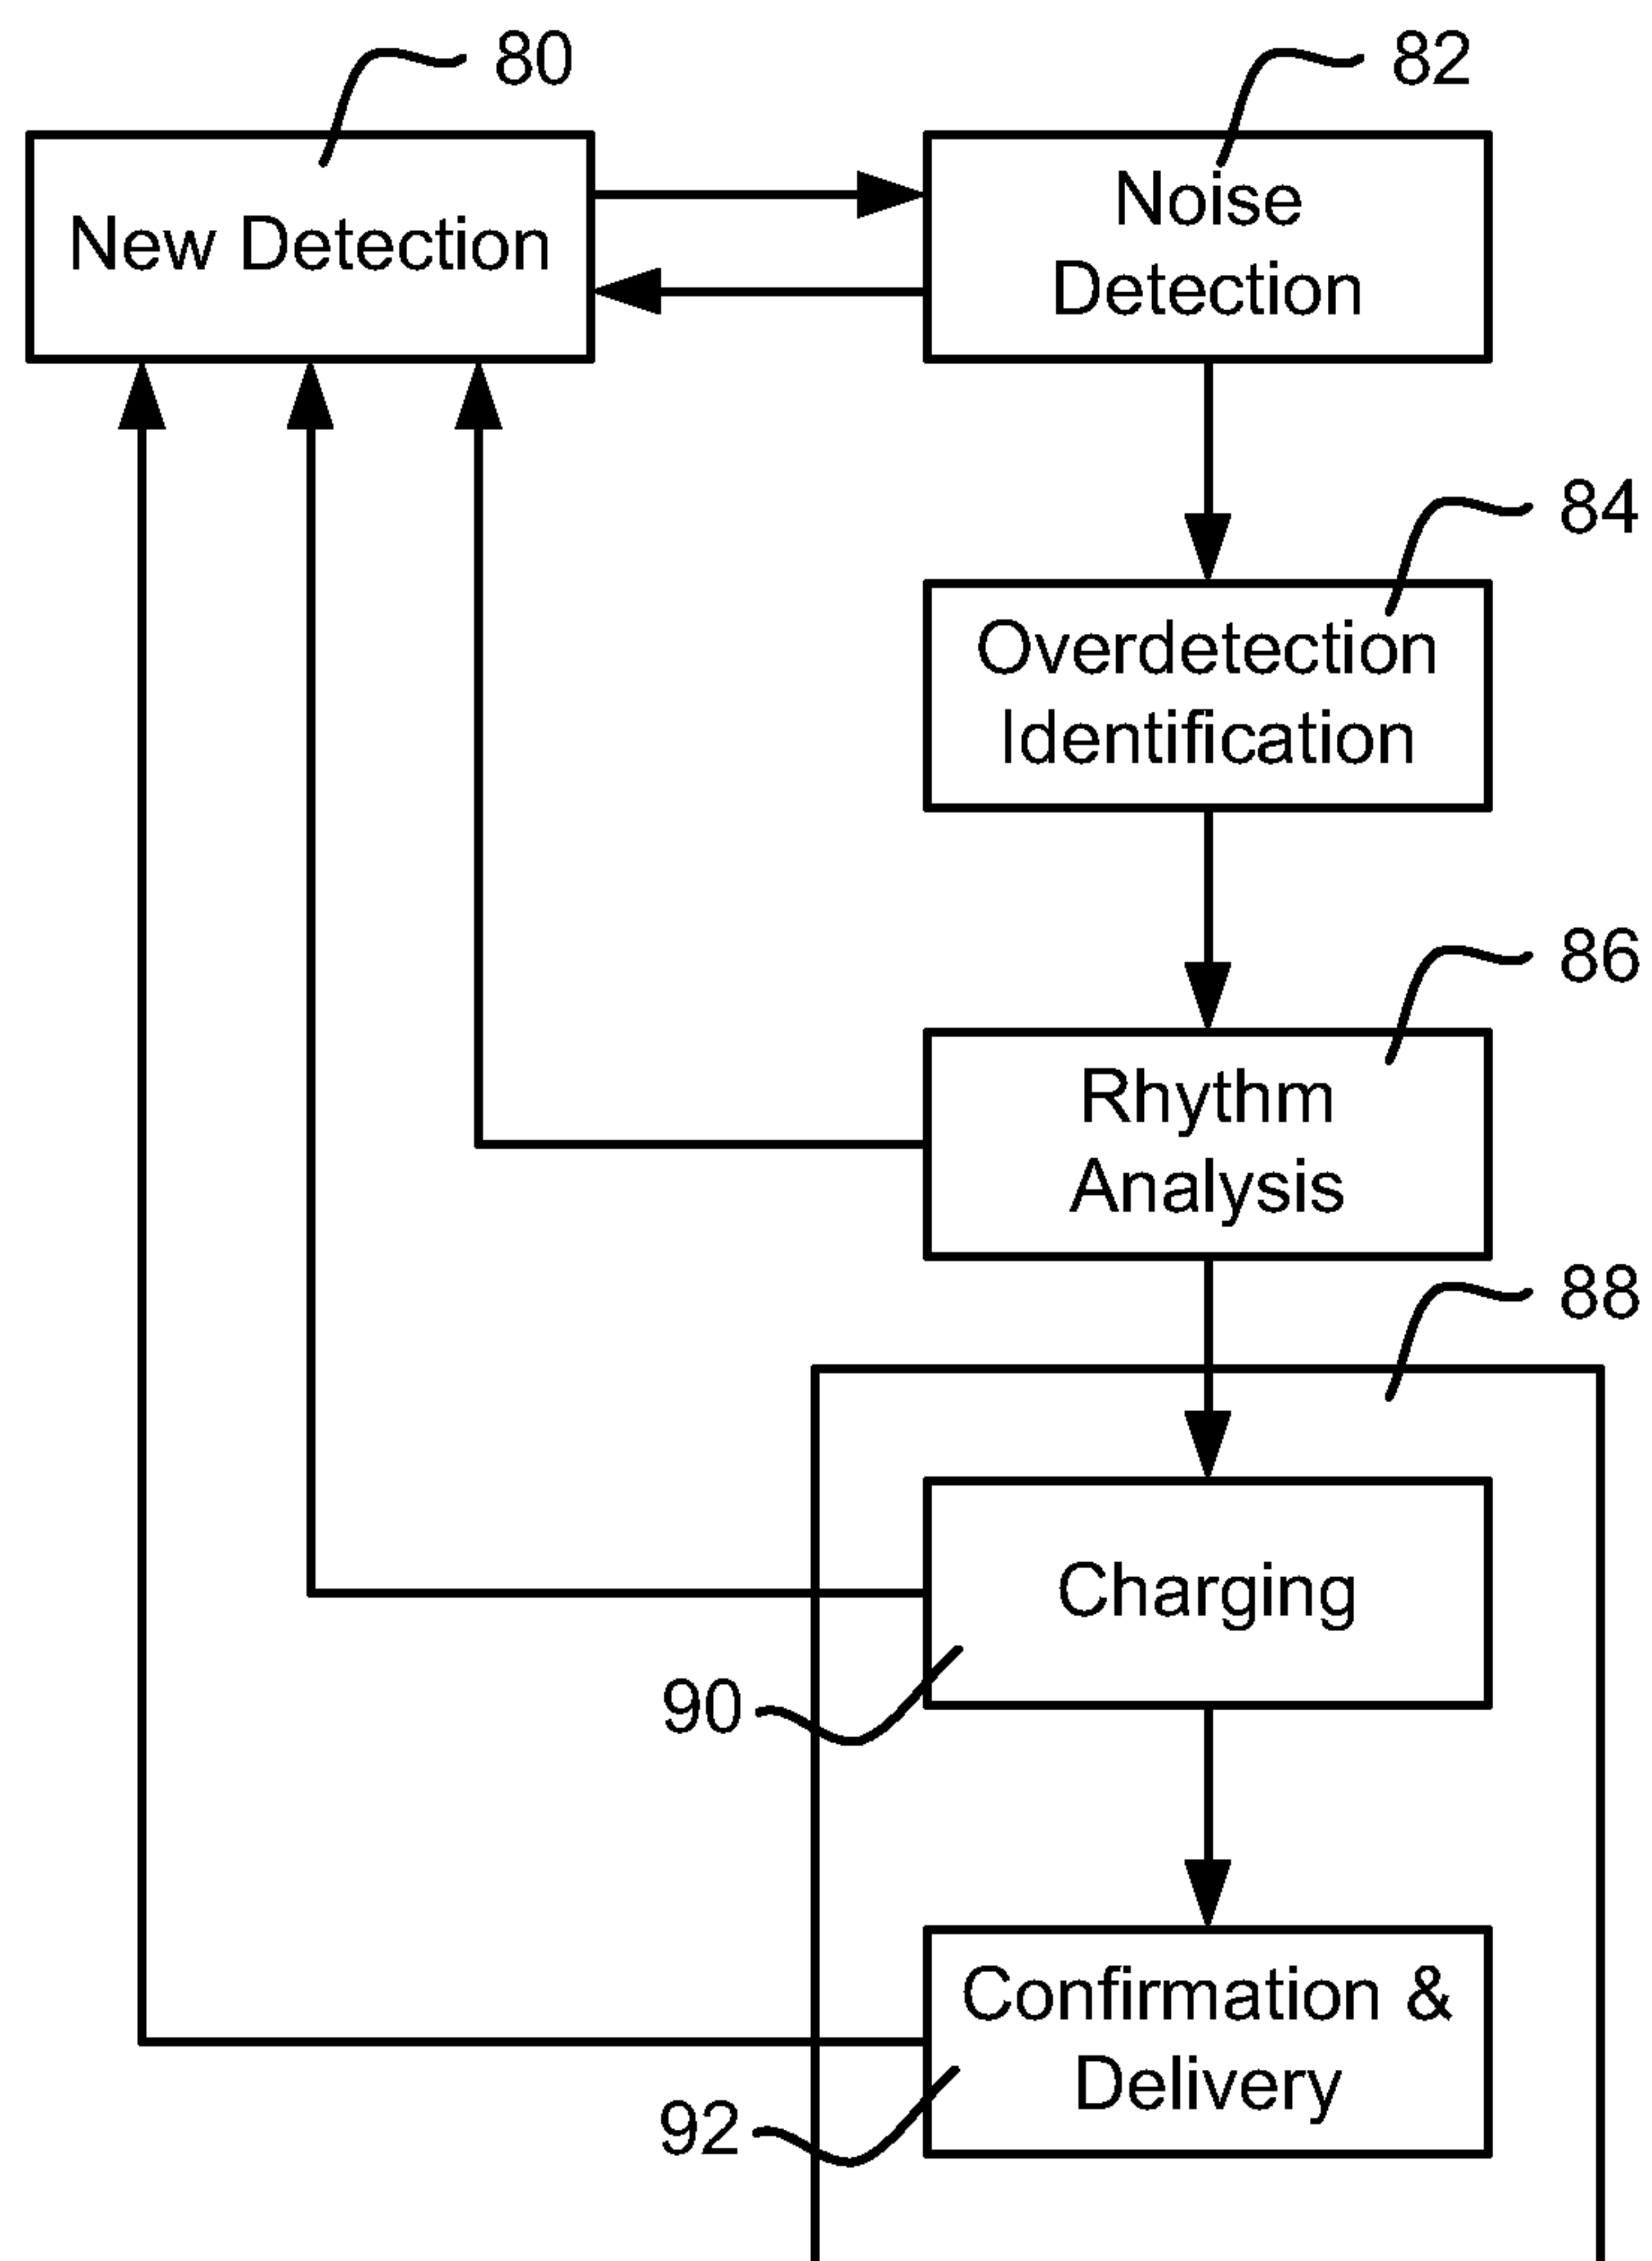 80
82
New Detection
Noise
Detection
84
Overdetection
Identification
86
Rhythm
Analysis
88
Charging
90
Confirmation &
Delivery
92